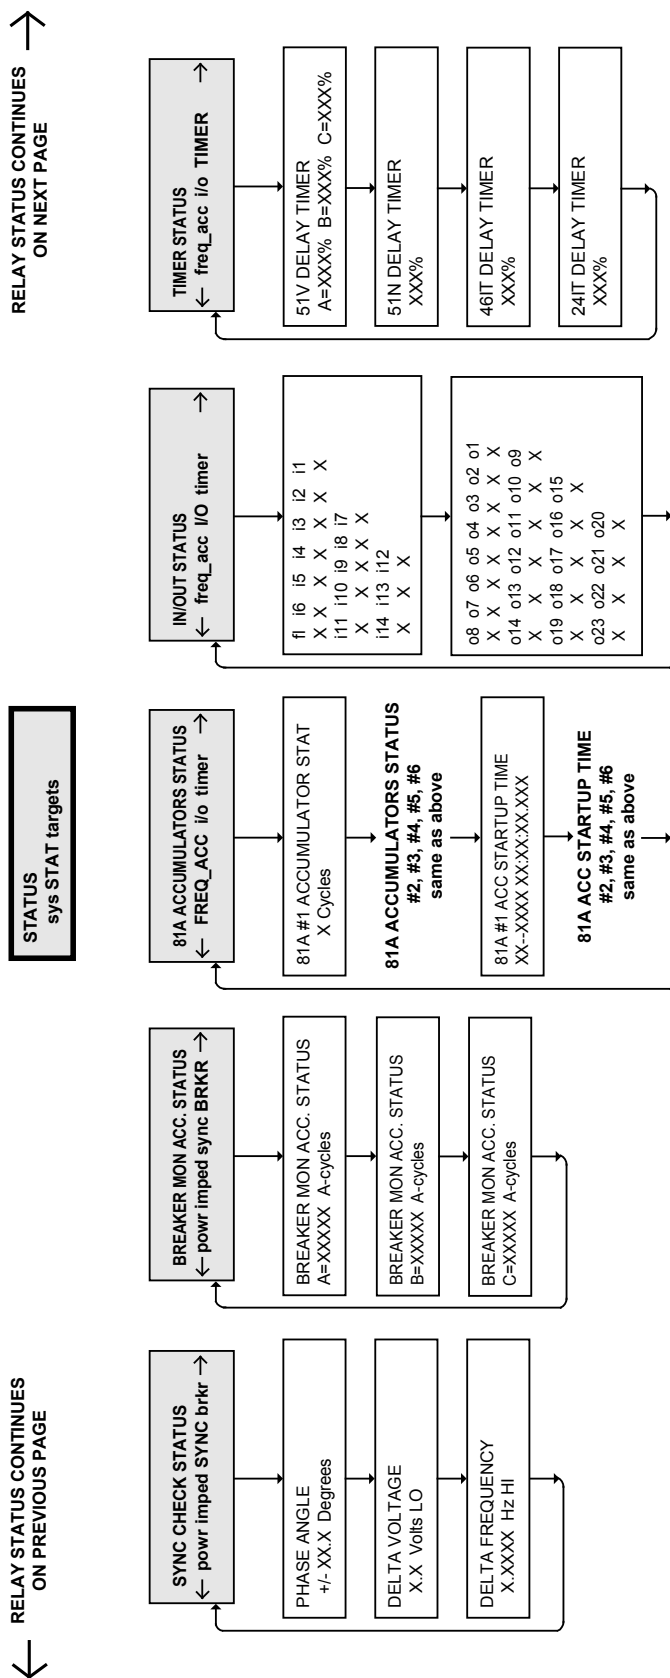 STATUS
sys STAT targets
← RELAY STATUS CONTINUES
ON PREVIOUS PAGE
RELAY STATUS CONTINUES →
ON NEXT PAGE
SYNC CHECK STATUS
← powr imped SYNC brkr →
PHASE ANGLE
+/- XX.X Degrees
DELTA VOLTAGE
X.X Volts LO
DELTA FREQUENCY
X.XXXX Hz HI
BREAKER MON ACC. STATUS
← powr imped sync BRKR →
BREAKER MON ACC. STATUS
A=XXXXX A-cycles
BREAKER MON ACC. STATUS
B=XXXXX A-cycles
BREAKER MON ACC. STATUS
C=XXXXX A-cycles
81A ACCUMULATORS STATUS
← FREQ_ACC i/o timer →
81A #1 ACCUMULATOR STAT
X Cycles
81A ACCUMULATORS STATUS
#2, #3, #4, #5, #6
same as above
81A #1 ACC STARTUP TIME
XX--XXXX XX:XX:XX.XXX
81A ACC STARTUP TIME
#2, #3, #4, #5, #6
same as above
IN/OUT STATUS
← freq_acc I/O timer →
fl i6 i5 i4 i3 i2 i1
X X X X X X X
i11 i10 i9 i8 i7
X X X X X
i14 i13 i12
X X X
o8 o7 o6 o5 o4 o3 o2 o1
X X X X X X X X
o14 o13 o12 o11 o10 o9
X X X X X X
o19 o18 o17 o16 o15
X X X X X
o23 o22 o21 o20
X X X X
TIMER STATUS
← freq_acc i/o TIMER →
51V DELAY TIMER
A=XXX% B=XXX% C=XXX%
51N DELAY TIMER
XXX%
46IT DELAY TIMER
XXX%
24IT DELAY TIMER
XXX%